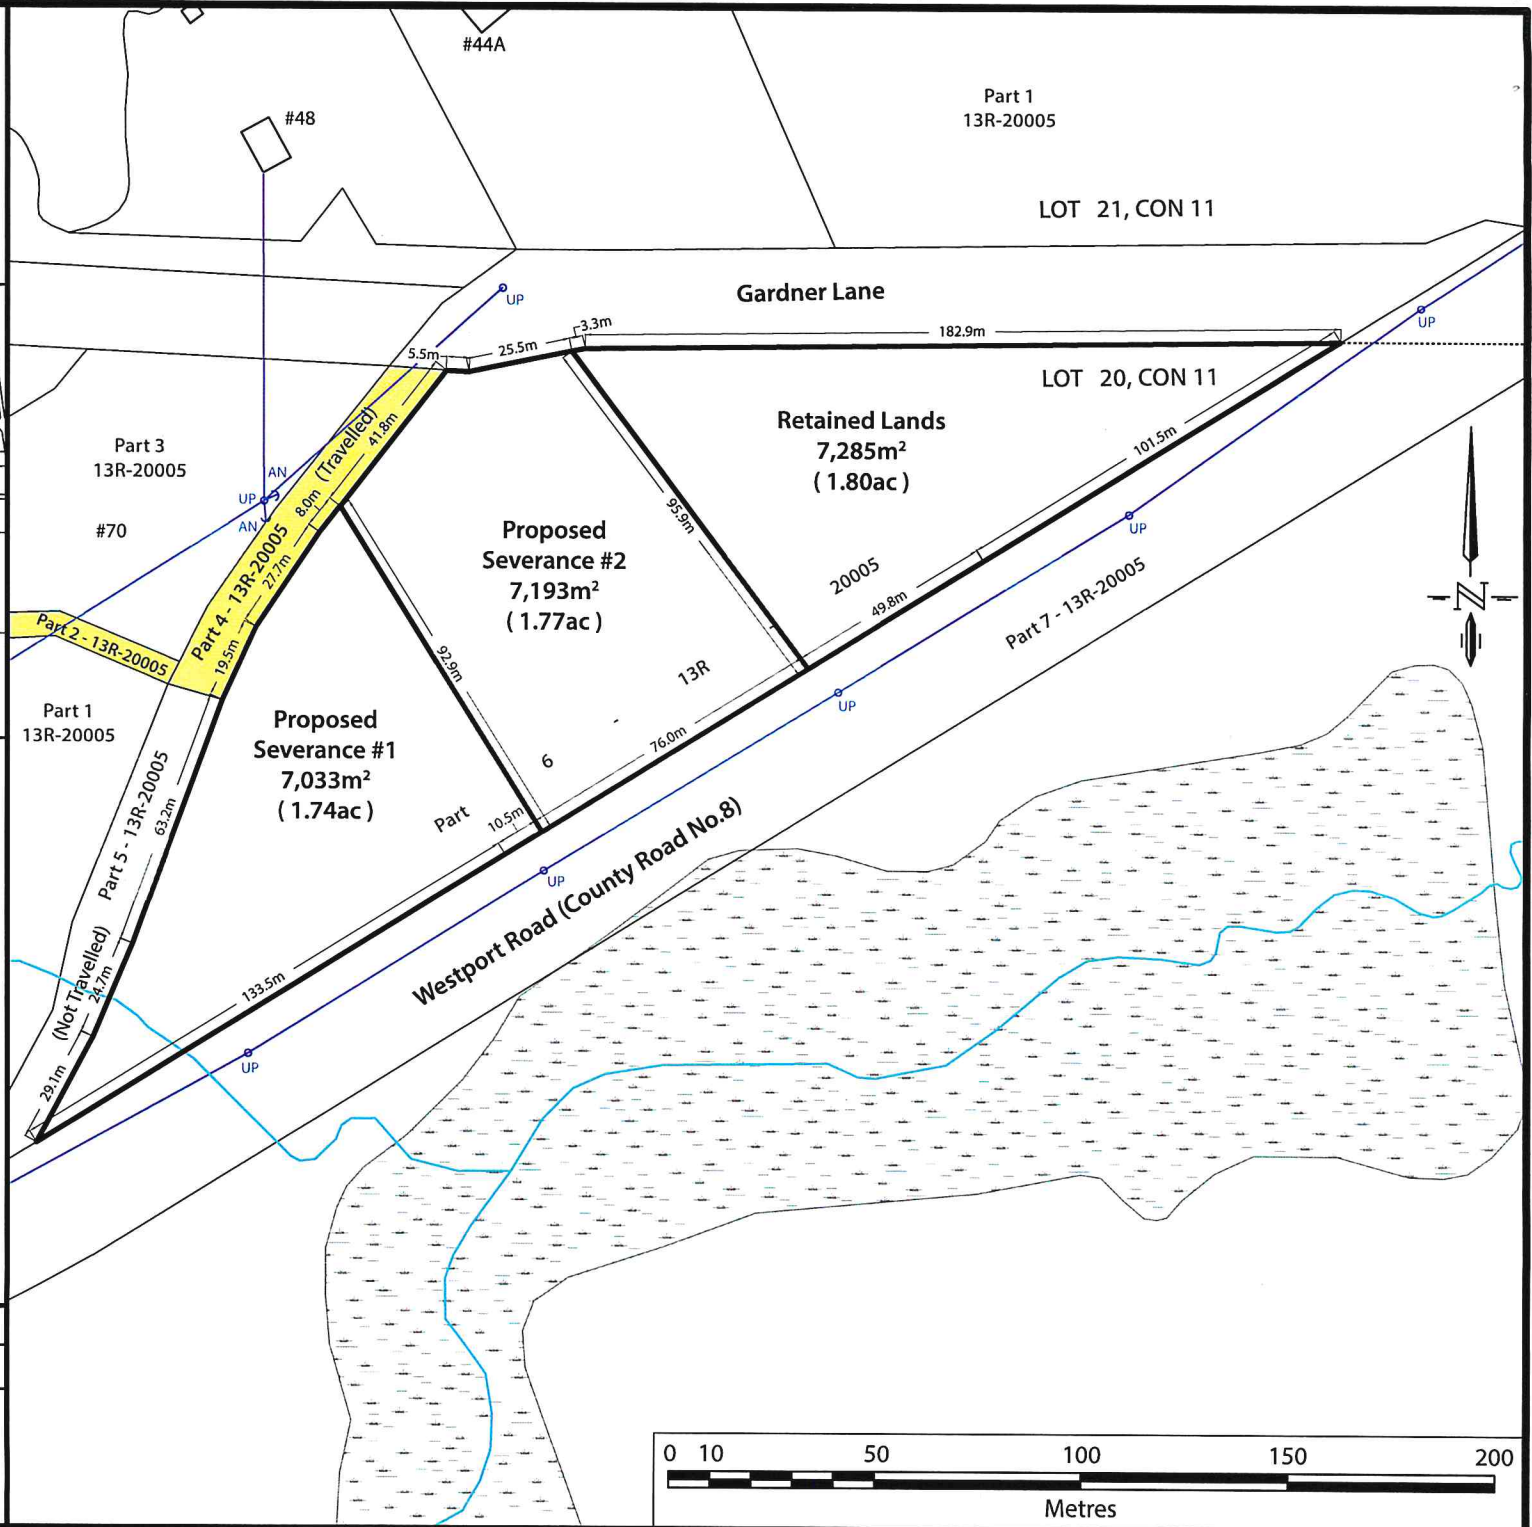 #44A
#48
Part 1
13R-20005
LOT 21, CON 11
Gardner Lane
UP
UP
3.3m
182.9m
25.5m
5.5m
LOT 20, CON 11
Retained Lands
7,285m²
( 1.80ac )
101.5m
Part 3
13R-20005
(Travelled)
41.8m
AN
UP
AN
8.0m
#70
95.9m
UP
Proposed
Severance #2
7,193m²
( 1.77ac )
20005
49.8m
Part 7 - 13R-20005
N
Part 4 - 13R-20005
27.7m
Part 2 - 13R-20005
19.5m
92.9m
13R
-
UP
Part 1
13R-20005
Proposed
Severance #1
7,033m²
( 1.74ac )
76.0m
6
Part
10.5m
Part 5 - 13R-20005
63.2m
UP
Westport Road (County Road No.8)
(Not Travelled)
24.7m
133.5m
UP
29.1m
0 10 50 100 150 200
Metres